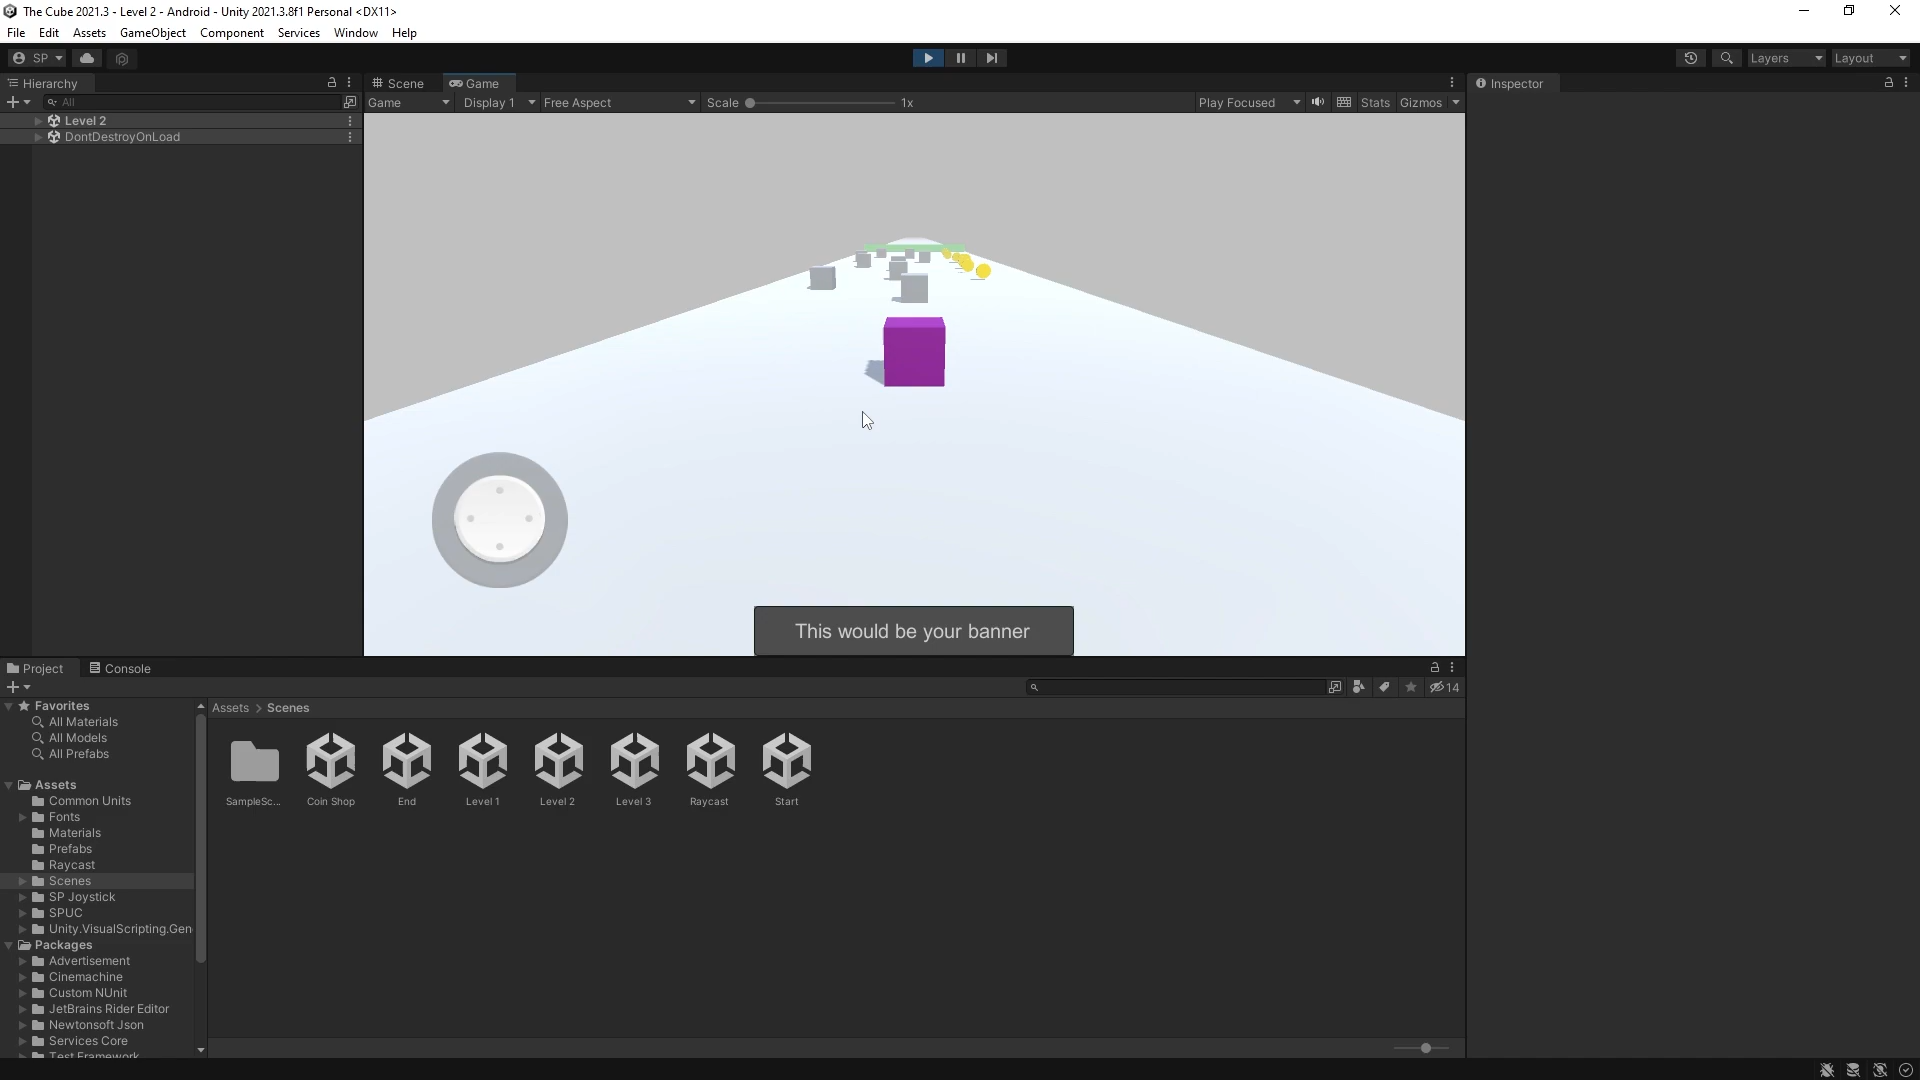 The Cube 2021.3 - Level 2 - Android - Unity 2021.3.8f1 Personal <DX11>
File Edit Assets GameObject Component Services Window Help
SP Layers Layout
Hierarchy Scene Game Inspector
All Game Display 1 Free Aspect Scale 1x Play Focused Stats Gizmos
Level 2
DontDestroyOnLoad
This would be your banner
Project Console
14
Favorites Assets > Scenes
All Materials
All Models
All Prefabs
Assets
Common Units
Fonts
Materials
Prefabs
Raycast
Scenes
SP Joystick
SPUC
Unity.VisualScripting.Gen
Packages
Advertisement
Cinemachine
Custom NUnit
JetBrains Rider Editor
Newtonsoft Json
Services Core
Test Framework
SampleSc... Coin Shop End Level 1 Level 2 Level 3 Raycast Start